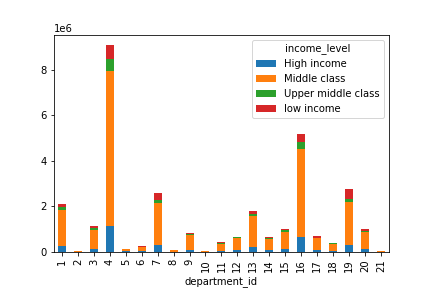 1e6
income_level
High income
Middle class
Upper middle class
low income
8
6
4
2
0
1 2 3 4 5 6 7 8 9 10 11 12 13 14 15 16 17 18 19 20 21
department_id